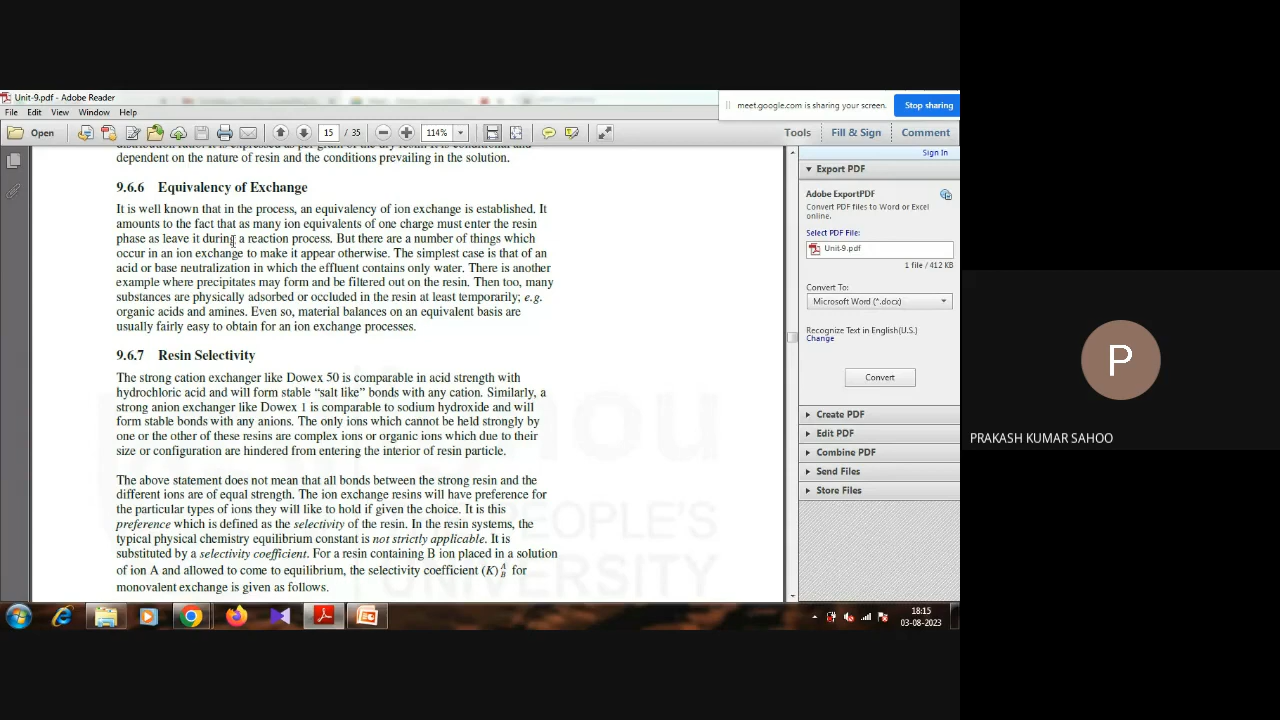 Unit-9.pdf - Adobe Reader
File Edit View Window Help
meet.google.com is sharing your screen. Stop sharing
Open 15 / 35 114% Tools Fill & Sign Comment
Sign In
dependent on the nature of resin and the conditions prevailing in the solution.
9.6.6 Equivalency of Exchange
It is well known that in the process, an equivalency of ion exchange is established. It
amounts to the fact that as many ion equivalents of one charge must enter the resin
phase as leave it during a reaction process. But there are a number of things which
occur in an ion exchange to make it appear otherwise. The simplest case is that of an
acid or base neutralization in which the effluent contains only water. There is another
example where precipitates may form and be filtered out on the resin. Then too, many
substances are physically adsorbed or occluded in the resin at least temporarily; e.g.
organic acids and amines. Even so, material balances on an equivalent basis are
usually fairly easy to obtain for an ion exchange processes.
9.6.7 Resin Selectivity
The strong cation exchanger like Dowex 50 is comparable in acid strength with
hydrochloric acid and will form stable “salt like” bonds with any cation. Similarly, a
strong anion exchanger like Dowex 1 is comparable to sodium hydroxide and will
form stable bonds with any anions. The only ions which cannot be held strongly by
one or the other of these resins are complex ions or organic ions which due to their
size or configuration are hindered from entering the interior of resin particle.
The above statement does not mean that all bonds between the strong resin and the
different ions are of equal strength. The ion exchange resins will have preference for
the particular types of ions they will like to hold if given the choice. It is this
preference which is defined as the selectivity of the resin. In the resin systems, the
typical physical chemistry equilibrium constant is not strictly applicable. It is
substituted by a selectivity coefficient. For a resin containing B ion placed in a solution
of ion A and allowed to come to equilibrium, the selectivity coefficient (K) A B for
monovalent exchange is given as follows.
nou
PEOPLE'S
UNIVERSITY
Export PDF
Adobe ExportPDF
Convert PDF files to Word or Excel
online.
Select PDF File:
Unit-9.pdf
1 file / 412 KB
Convert To:
Microsoft Word (*.docx)
Recognize Text in English(U.S.)
Change
Convert
Create PDF
Edit PDF
Combine PDF
Send Files
Store Files
P
PRAKASH KUMAR SAHOO
18:15
03-08-2023